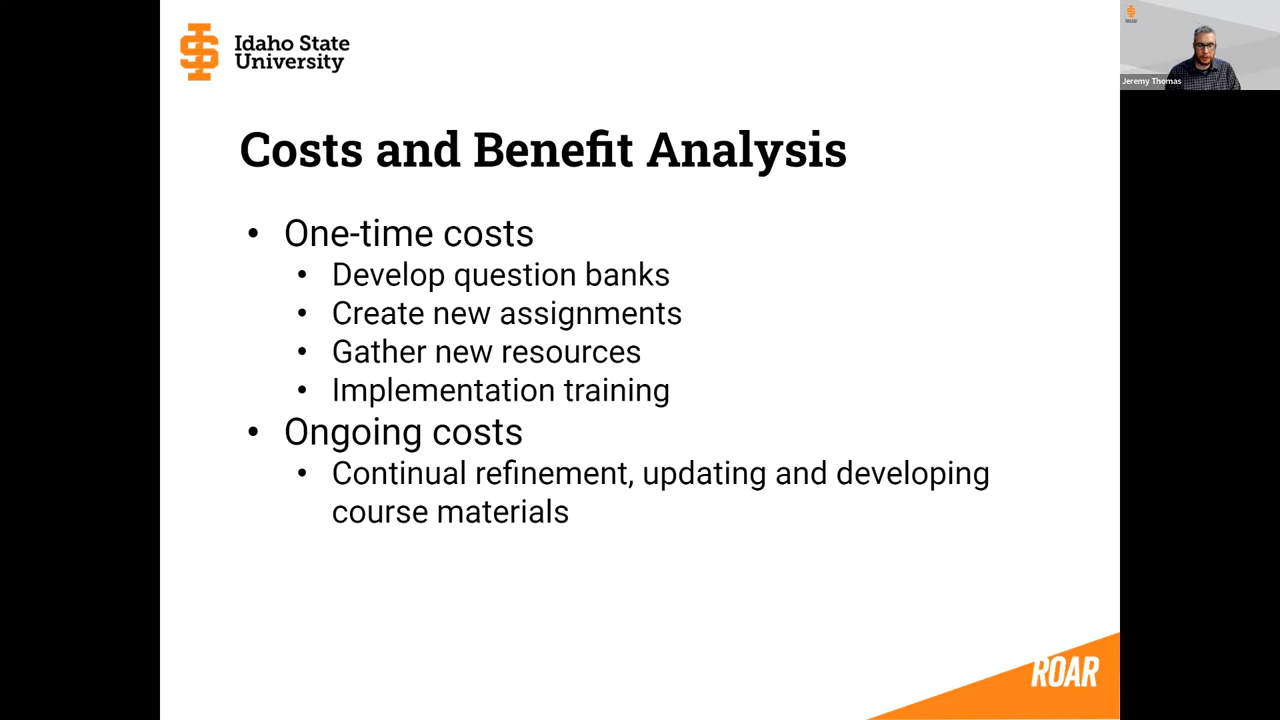 Idaho State
University
Jeremy Thomas
Costs and Benefit Analysis
• One-time costs
• Develop question banks
• Create new assignments
• Gather new resources
• Implementation training
• Ongoing costs
• Continual refinement, updating and developing
course materials
ROAR